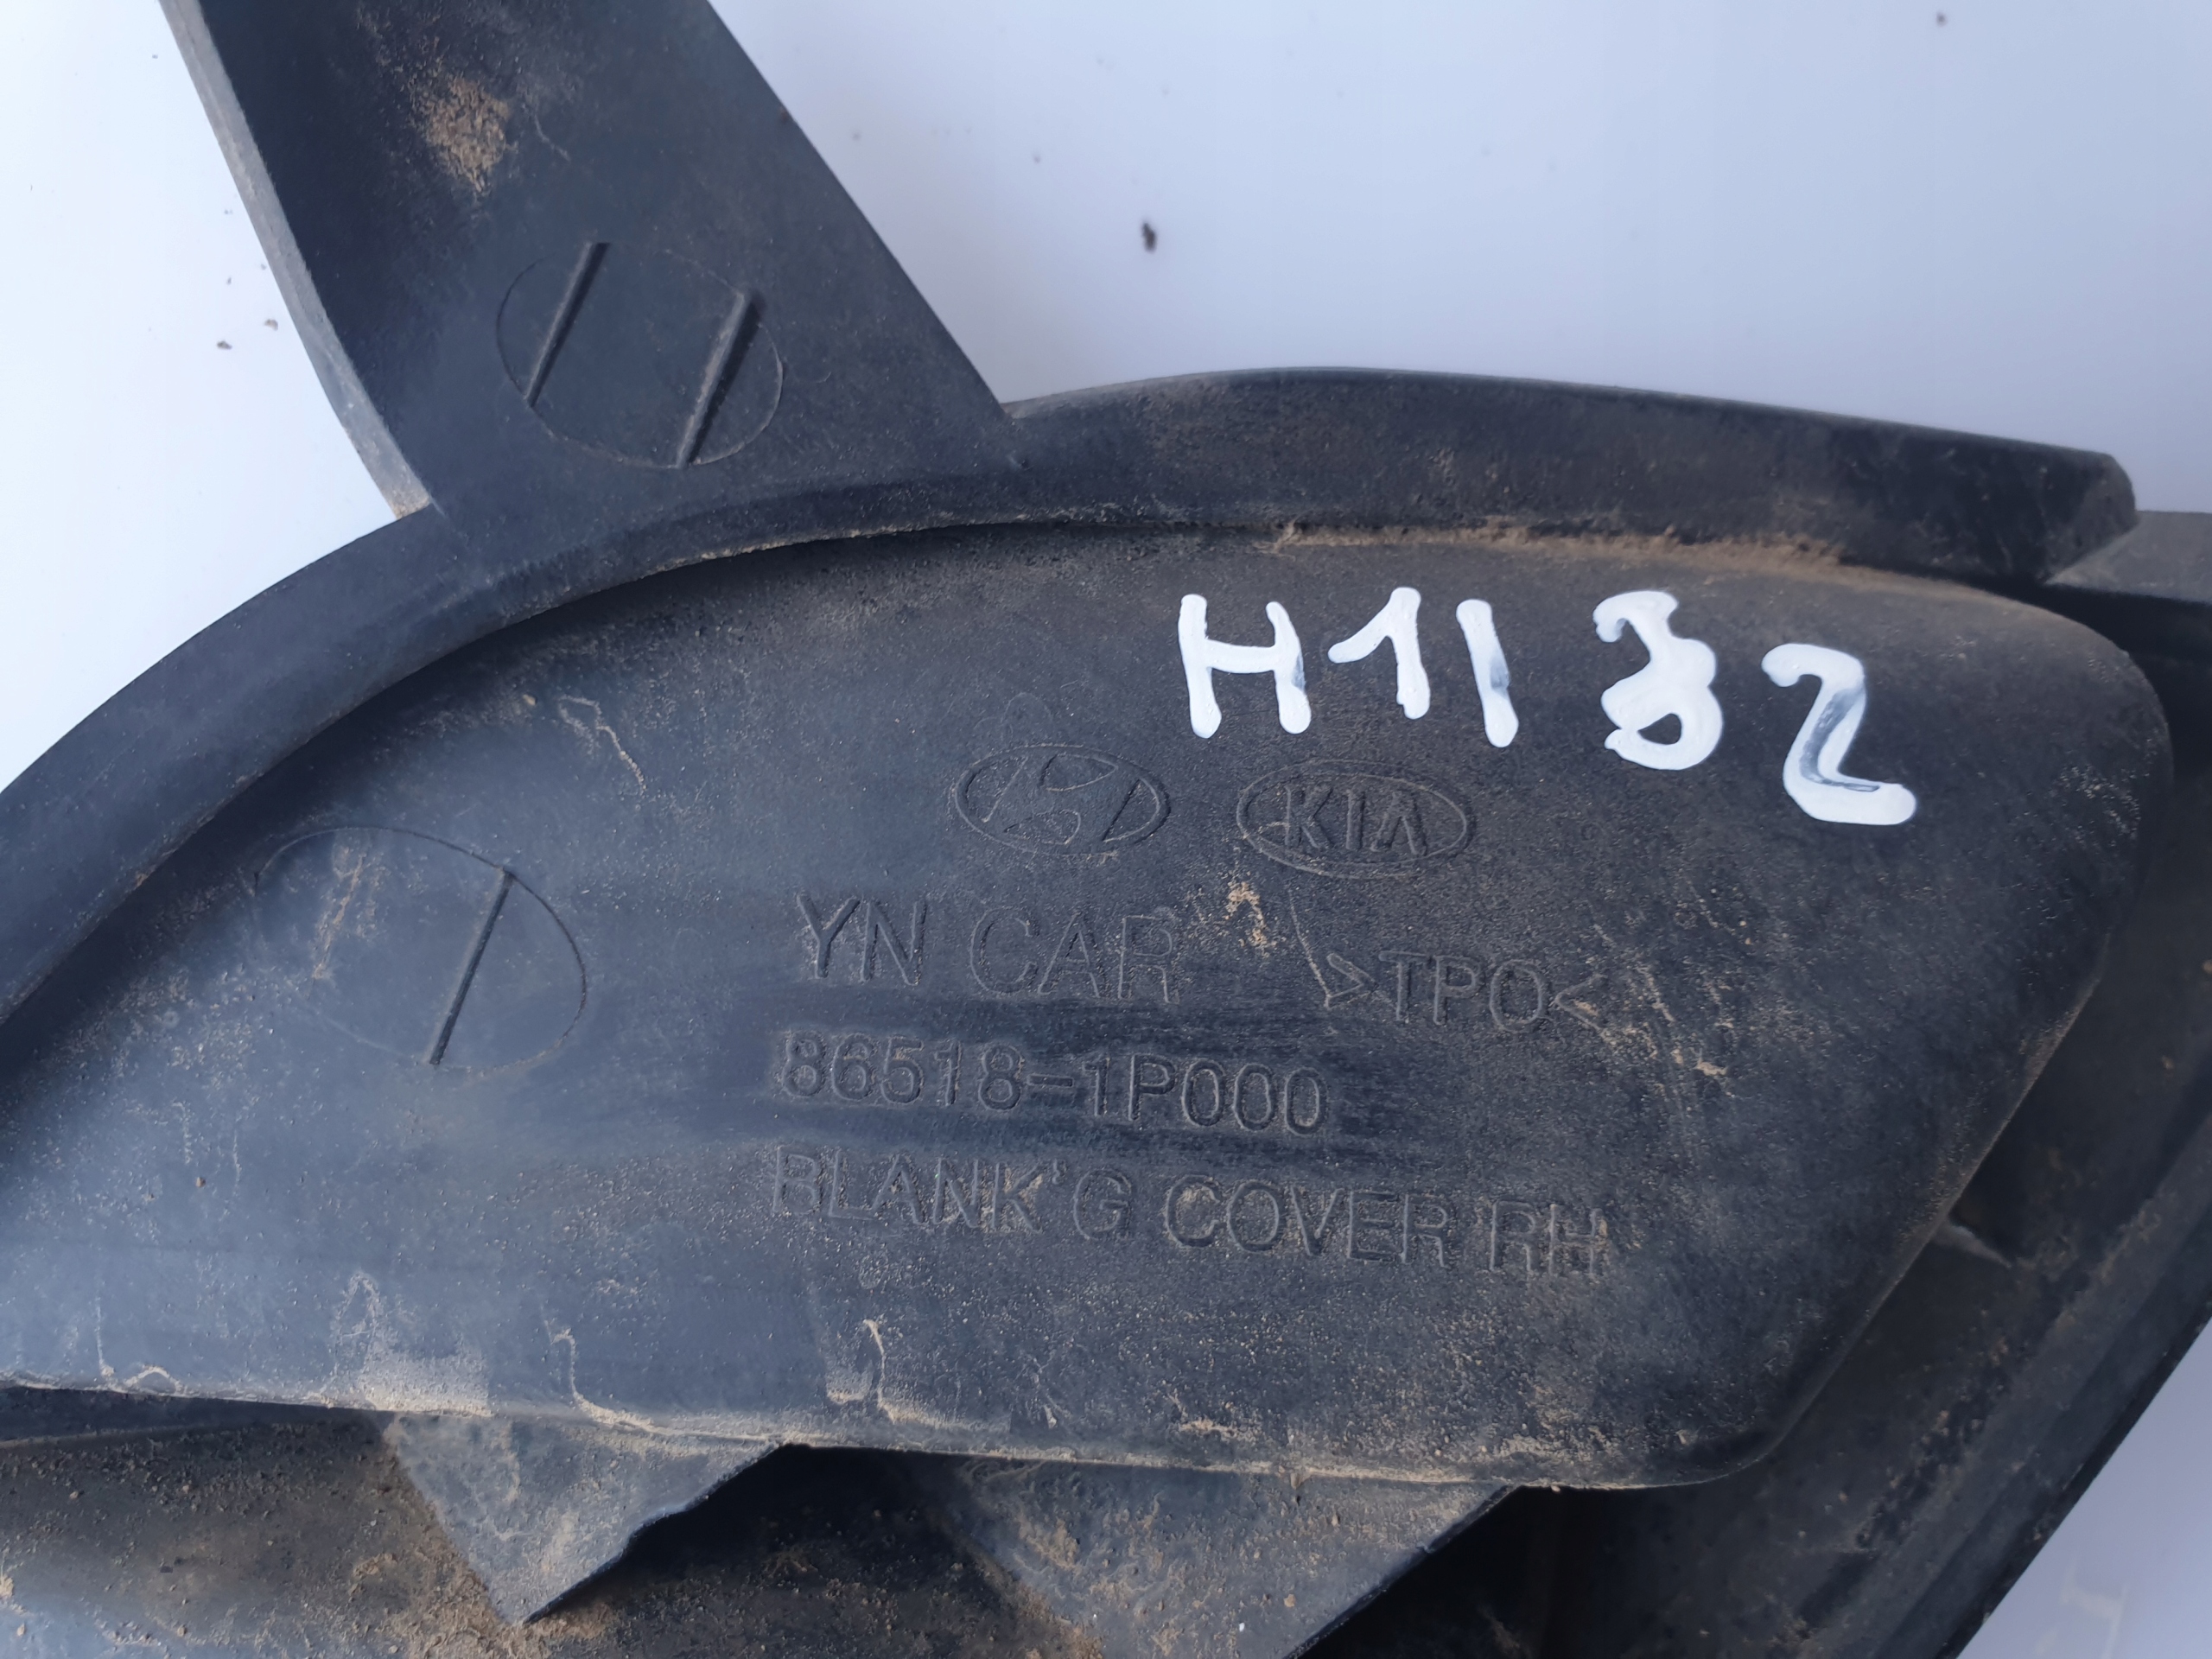 H1132
KIA
YN CAR >TPO<
86518-1P000
BLANK'G COVER RH